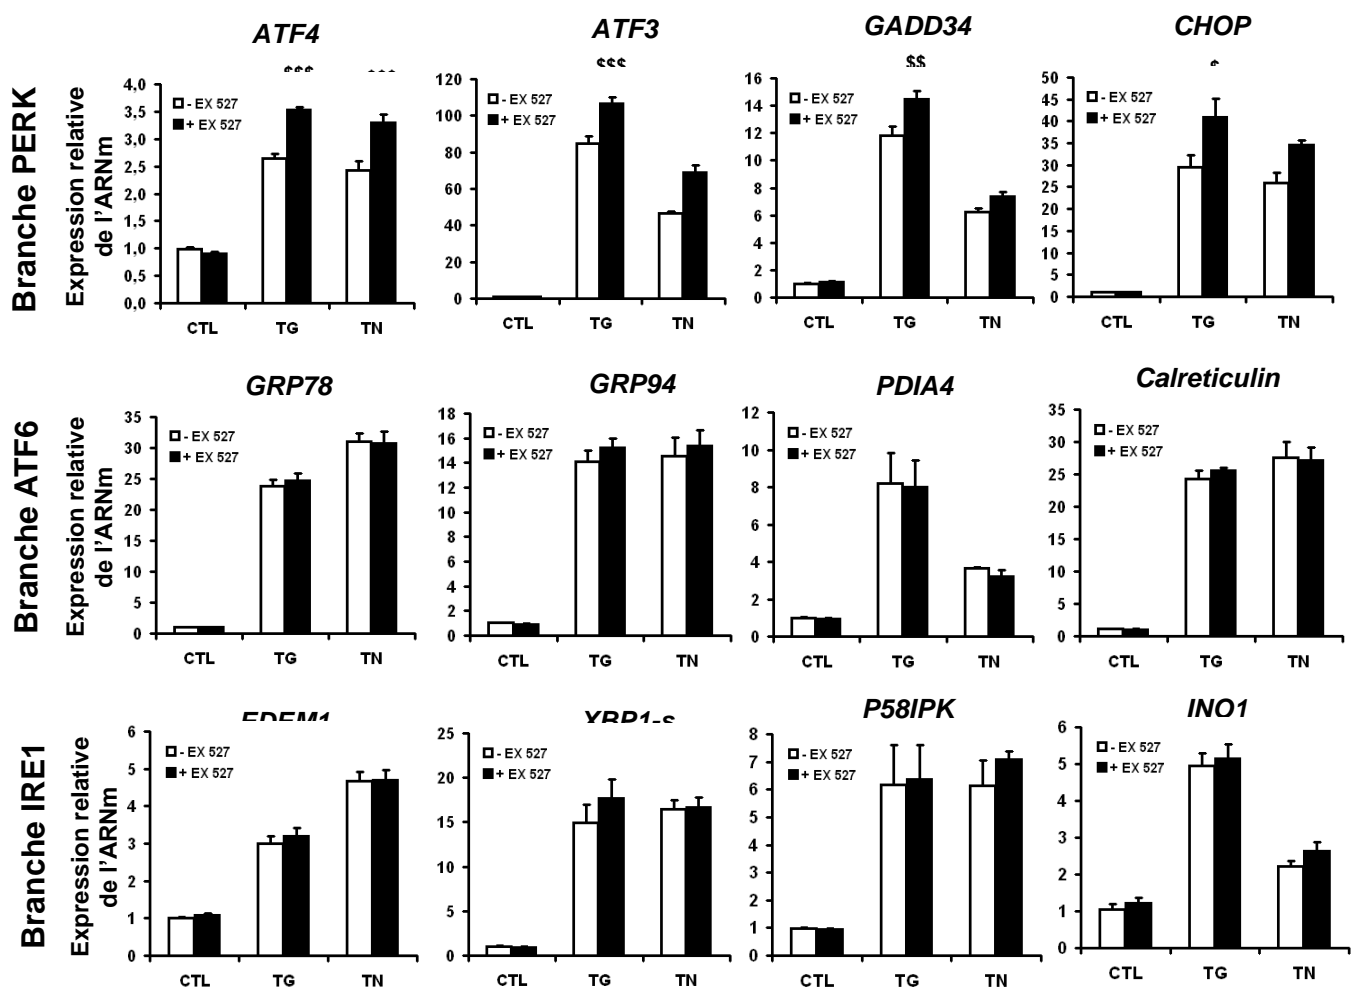 Branche PERK
Expression relative
de l'ARNm
ATF4
$$$
4,0
3,5
3,0
2,5
2,0
1,5
1,0
0,5
0,0
- EX 527
+ EX 527
CTL TG TN
ATF3
$$$
120
100
80
60
40
20
0
- EX 527
+ EX 527
CTL TG TN
GADD34
$$
16
14
12
10
8
6
4
2
0
- EX 527
+ EX 527
CTL TG TN
CHOP
$
50
45
40
35
30
25
20
15
10
5
0
- EX 527
+ EX 527
CTL TG TN
Branche ATF6
Expression relative
de l'ARNm
GRP78
35
30
25
20
15
10
5
0
- EX 527
+ EX 527
CTL TG TN
GRP94
18
16
14
12
10
8
6
4
2
0
- EX 527
+ EX 527
CTL TG TN
PDIA4
12
10
8
6
4
2
0
- EX 527
+ EX 527
CTL TG TN
Calreticulin
35
30
25
20
15
10
5
0
- EX 527
+ EX 527
CTL TG TN
Branche IRE1
Expression relative
de l'ARNm
EDEM1
6
5
4
3
2
1
0
- EX 527
+ EX 527
CTL TG TN
XBP1-s
25
20
15
10
5
0
- EX 527
+ EX 527
CTL TG TN
P58IPK
8
7
6
5
4
3
2
1
0
- EX 527
+ EX 527
CTL TG TN
INO1
6
5
4
3
2
1
0
- EX 527
+ EX 527
CTL TG TN